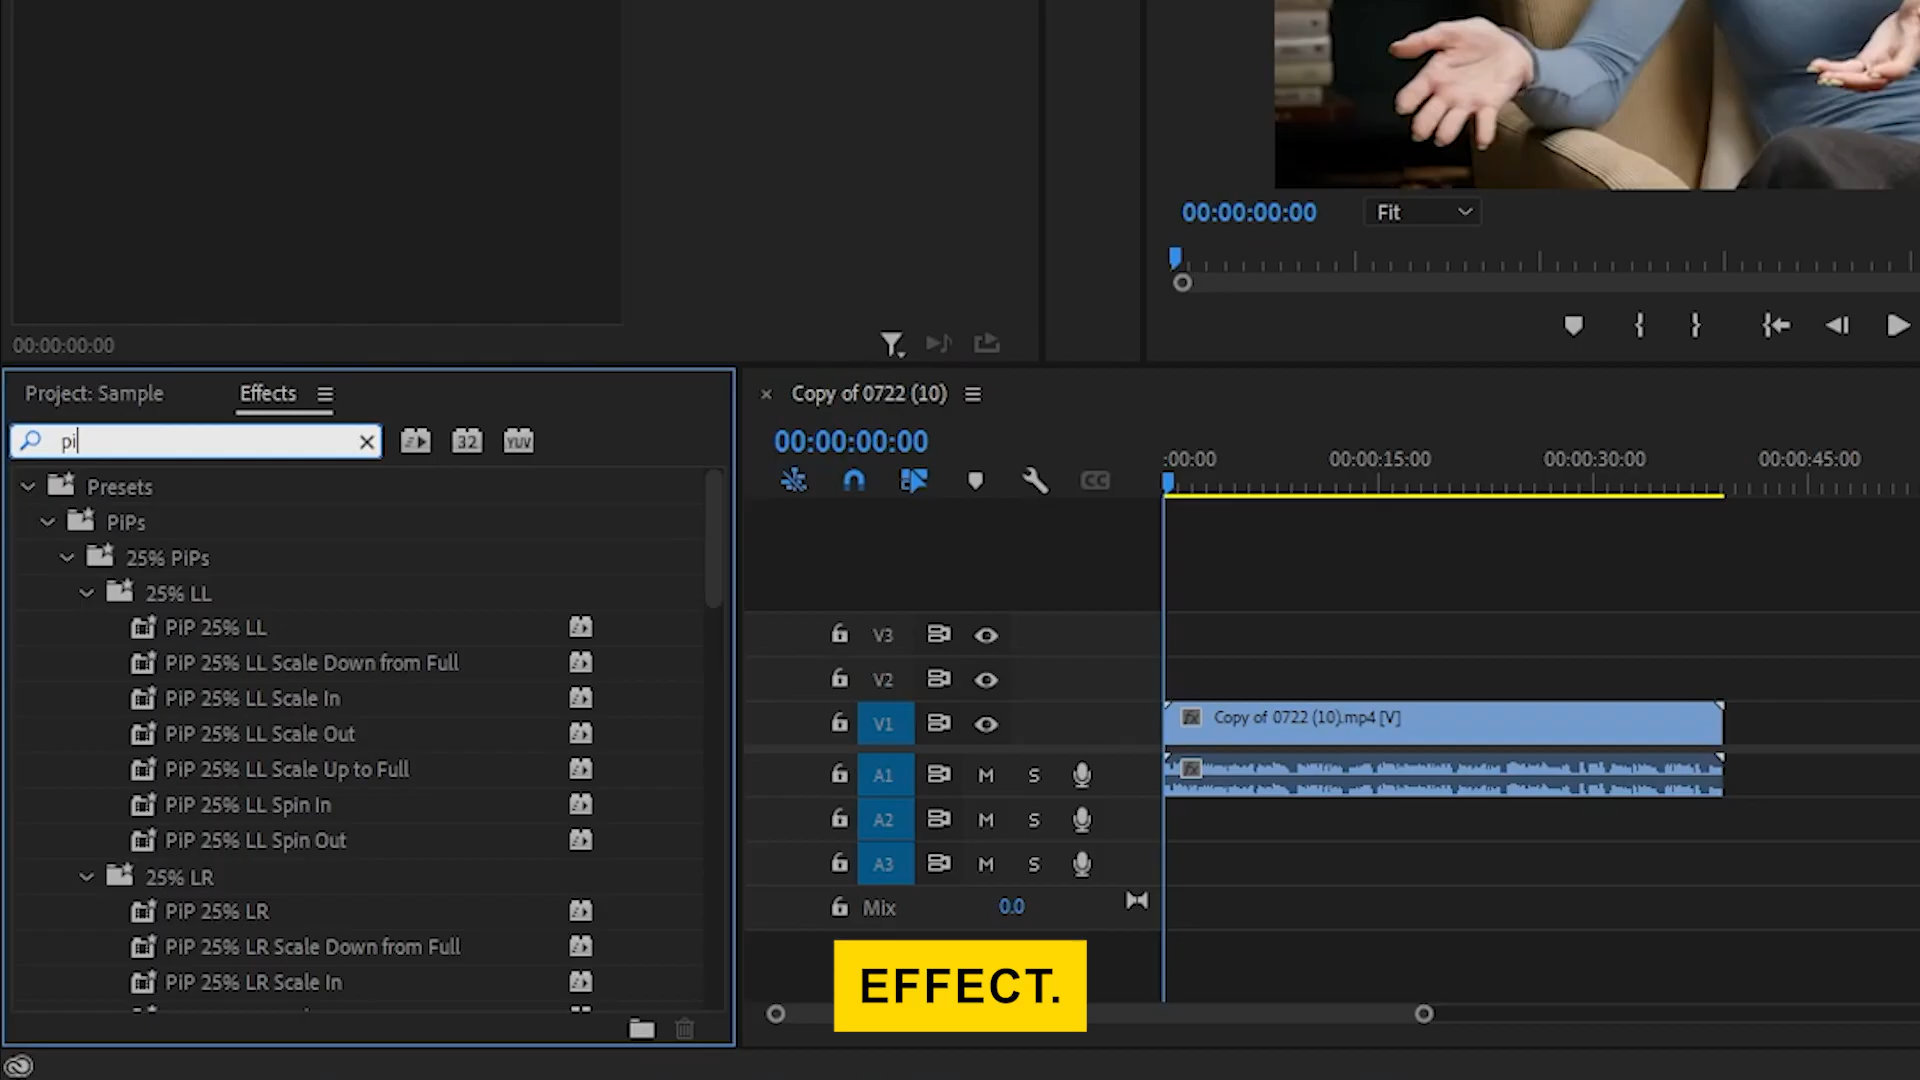 00:00:00:00
Fit
00:00:00:00
Project: Sample
Effects
pi
32
YUV
Presets
PiPs
25% PiPs
25% LL
PiP 25% LL
PiP 25% LL Scale Down from Full
PiP 25% LL Scale In
PiP 25% LL Scale Out
PiP 25% LL Scale Up to Full
PiP 25% LL Spin In
PiP 25% LL Spin Out
25% LR
PiP 25% LR
PiP 25% LR Scale Down from Full
PiP 25% LR Scale In
Copy of 0722 (10)
00:00:00:00
CC
:00:00
00:00:15:00
00:00:30:00
00:00:45:00
V3
V2
V1
fx Copy of 0722 (10).mp4 [V]
A1 M S
fx
A2 M S
A3 M S
Mix 0.0
EFFECT.